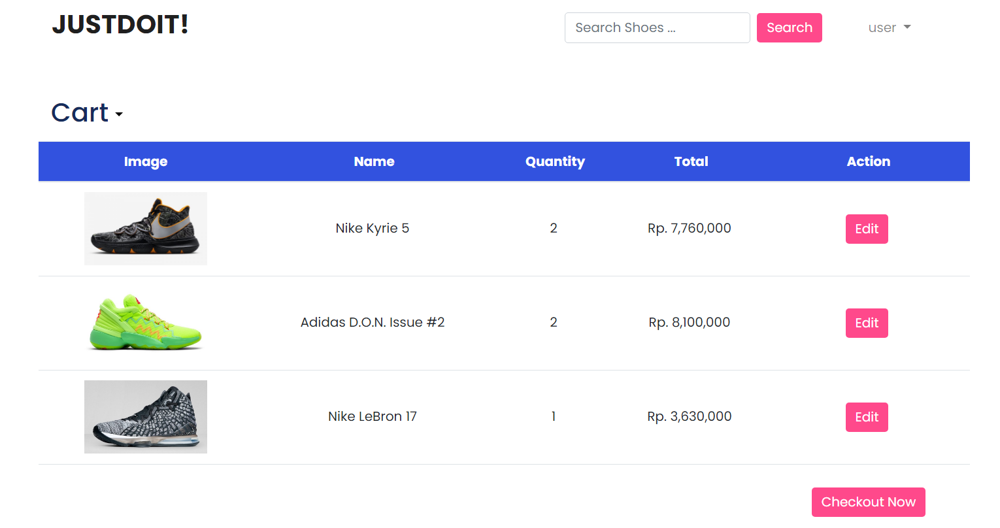 JUSTDOIT!
Search Shoes ...
Search
user
Cart
Image Name Quantity Total Action
Nike Kyrie 5 2 Rp. 7,760,000 Edit
Adidas D.O.N. Issue #2 2 Rp. 8,100,000 Edit
Nike LeBron 17 1 Rp. 3,630,000 Edit
Checkout Now